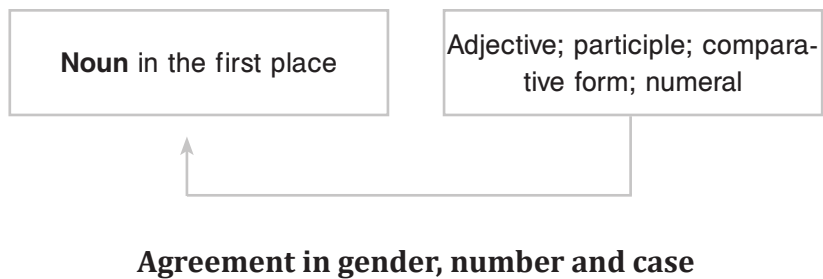 Noun in the first place
Adjective; participle; compara-
tive form; numeral
Agreement in gender, number and case